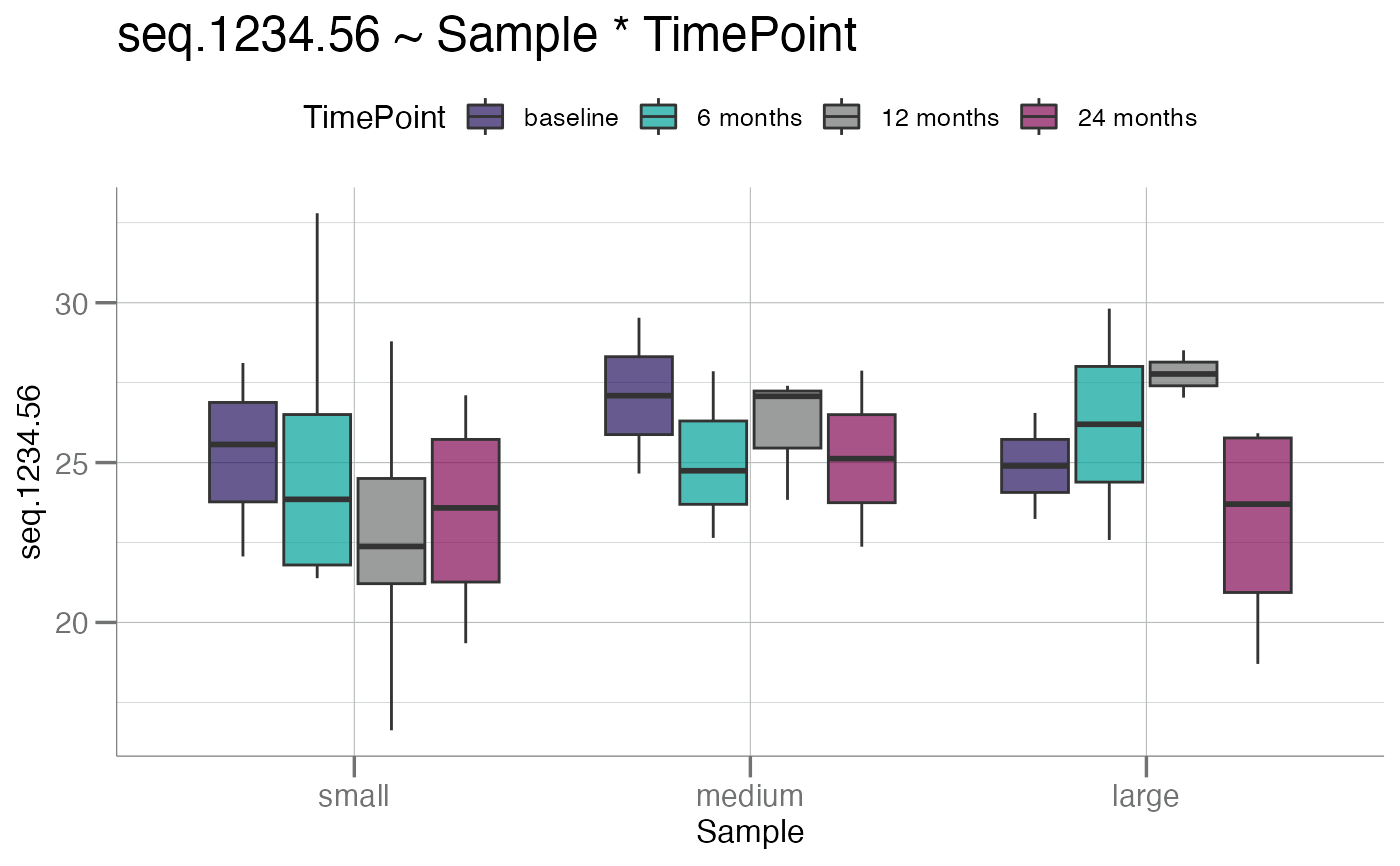 seq.1234.56 ~ Sample * TimePoint
TimePoint baseline 6 months 12 months 24 months
30
25
20
seq.1234.56
small medium large
Sample